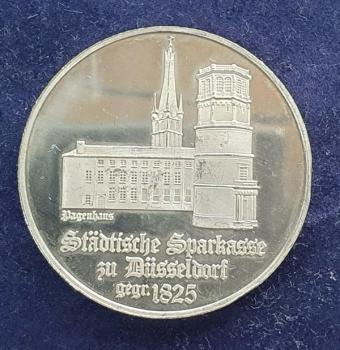 Pagenhaus
Städtische Sparkasse
zu Düsseldorf
gegr. 1825